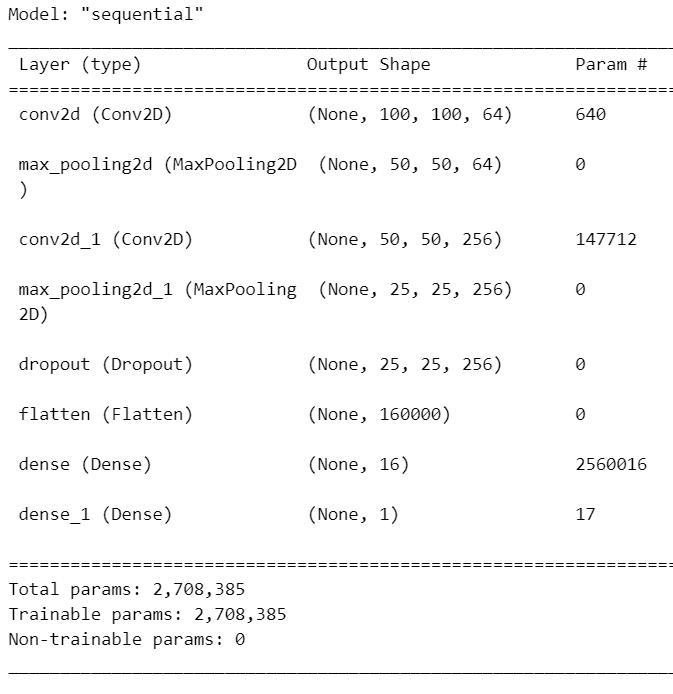 Model: "sequential"
Layer (type) Output Shape Param #
conv2d (Conv2D) (None, 100, 100, 64) 640
max_pooling2d (MaxPooling2D (None, 50, 50, 64) 0
)
conv2d_1 (Conv2D) (None, 50, 50, 256) 147712
max_pooling2d_1 (MaxPooling (None, 25, 25, 256) 0
2D)
dropout (Dropout) (None, 25, 25, 256) 0
flatten (Flatten) (None, 160000) 0
dense (Dense) (None, 16) 2560016
dense_1 (Dense) (None, 1) 17
Total params: 2,708,385
Trainable params: 2,708,385
Non-trainable params: 0